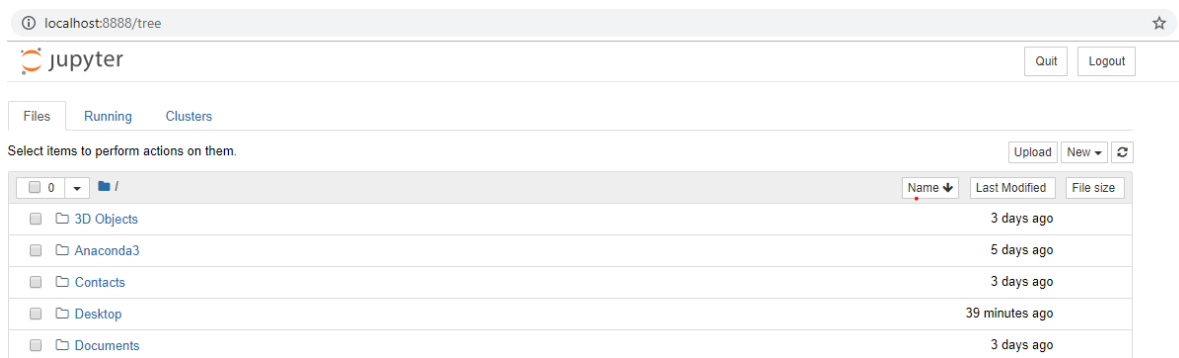 localhost:8888/tree
jupyter
Quit Logout
Files Running Clusters
Select items to perform actions on them.
Upload New
0 / Name Last Modified File size
3D Objects 3 days ago
Anaconda3 5 days ago
Contacts 3 days ago
Desktop 39 minutes ago
Documents 3 days ago